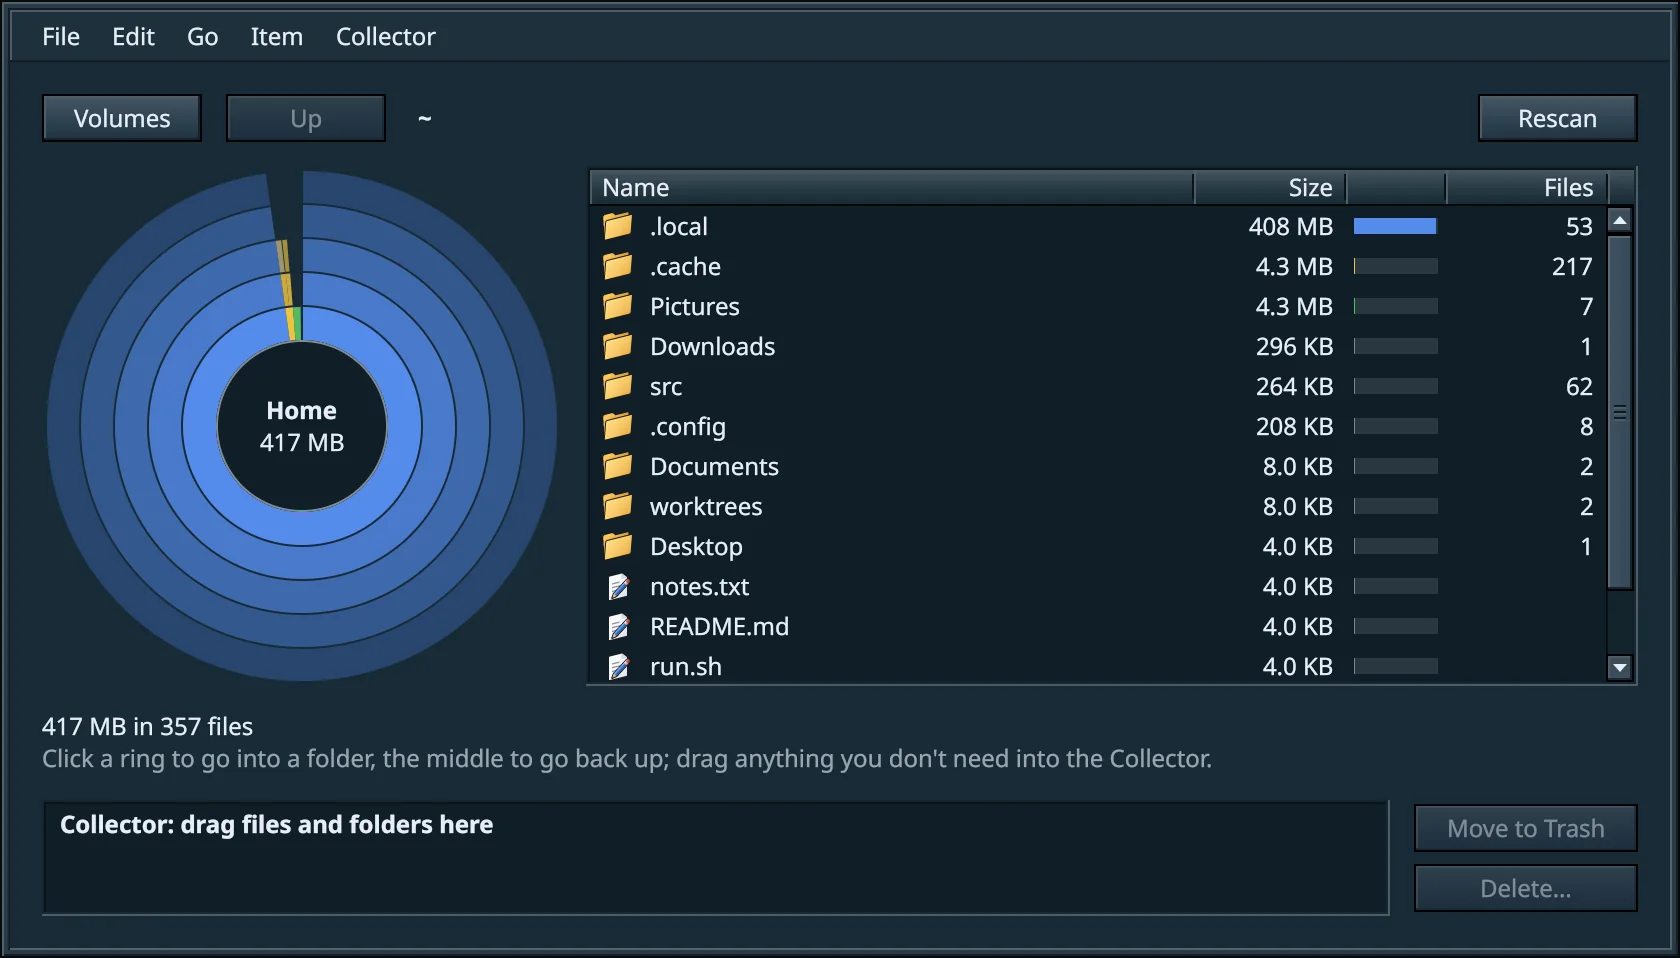 File Edit Go Item Collector
Volumes Up ~ Rescan
Name Size Files
.local 408 MB 53
.cache 4.3 MB 217
Pictures 4.3 MB 7
Downloads 296 KB 1
src 264 KB 62
.config 208 KB 8
Documents 8.0 KB 2
worktrees 8.0 KB 2
Desktop 4.0 KB 1
notes.txt 4.0 KB
README.md 4.0 KB
run.sh 4.0 KB
Home
417 MB
417 MB in 357 files
Click a ring to go into a folder, the middle to go back up; drag anything you don't need into the Collector.
Collector: drag files and folders here
Move to Trash
Delete...